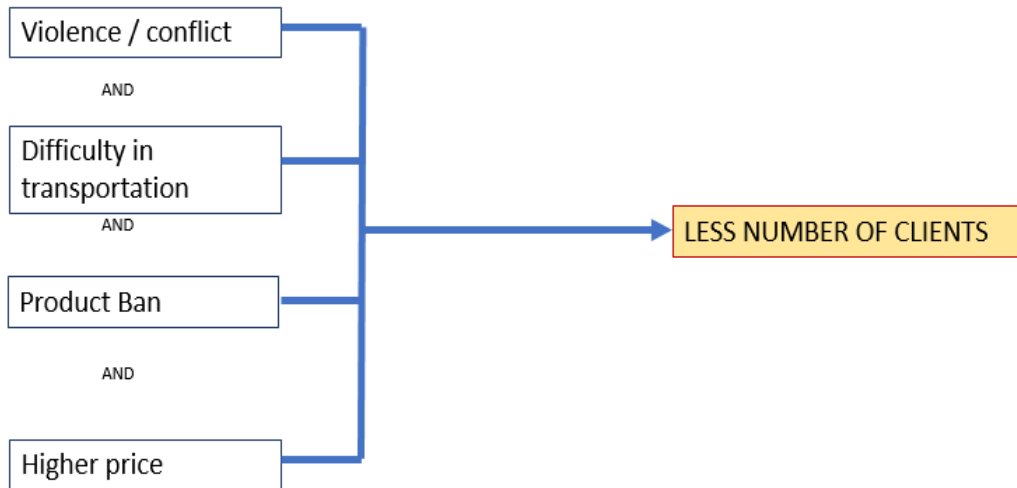 Violence / conflict
AND
Difficulty in
transportation
AND
LESS NUMBER OF CLIENTS
Product Ban
AND
Higher price